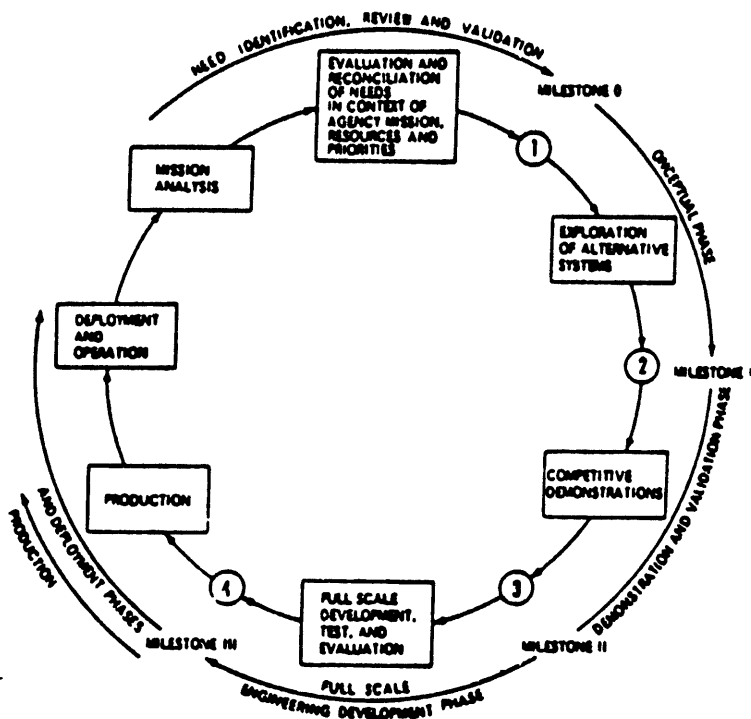 NEED IDENTIFICATION, REVIEW AND VALIDATION
EVALUATION AND
RECONCILIATION
OF NEEDS
IN CONTEXT OF
AGENCY MISSION,
RESOURCES AND
PRIORITIES
MILESTONE 0
1
ONCEPTUAL PHASE
MISSION
ANALYSIS
EXPLORATION
OF ALTERNATIVE
SYSTEMS
DEPLOYMENT
AND
OPERATION
2
MILESTONE
COMPETITIVE
DEMONSTRATIONS
DEMONSTRATION AND VALIDATION PHASE
PRODUCTION
PRODUCTION
AND DEPLOYMENT PHASES
4
FULL SCALE
DEVELOPMENT,
TEST, AND
EVALUATION
3
MILESTONE III
MILESTONE II
FULL SCALE
ENGINEERING DEVELOPMENT PHASE